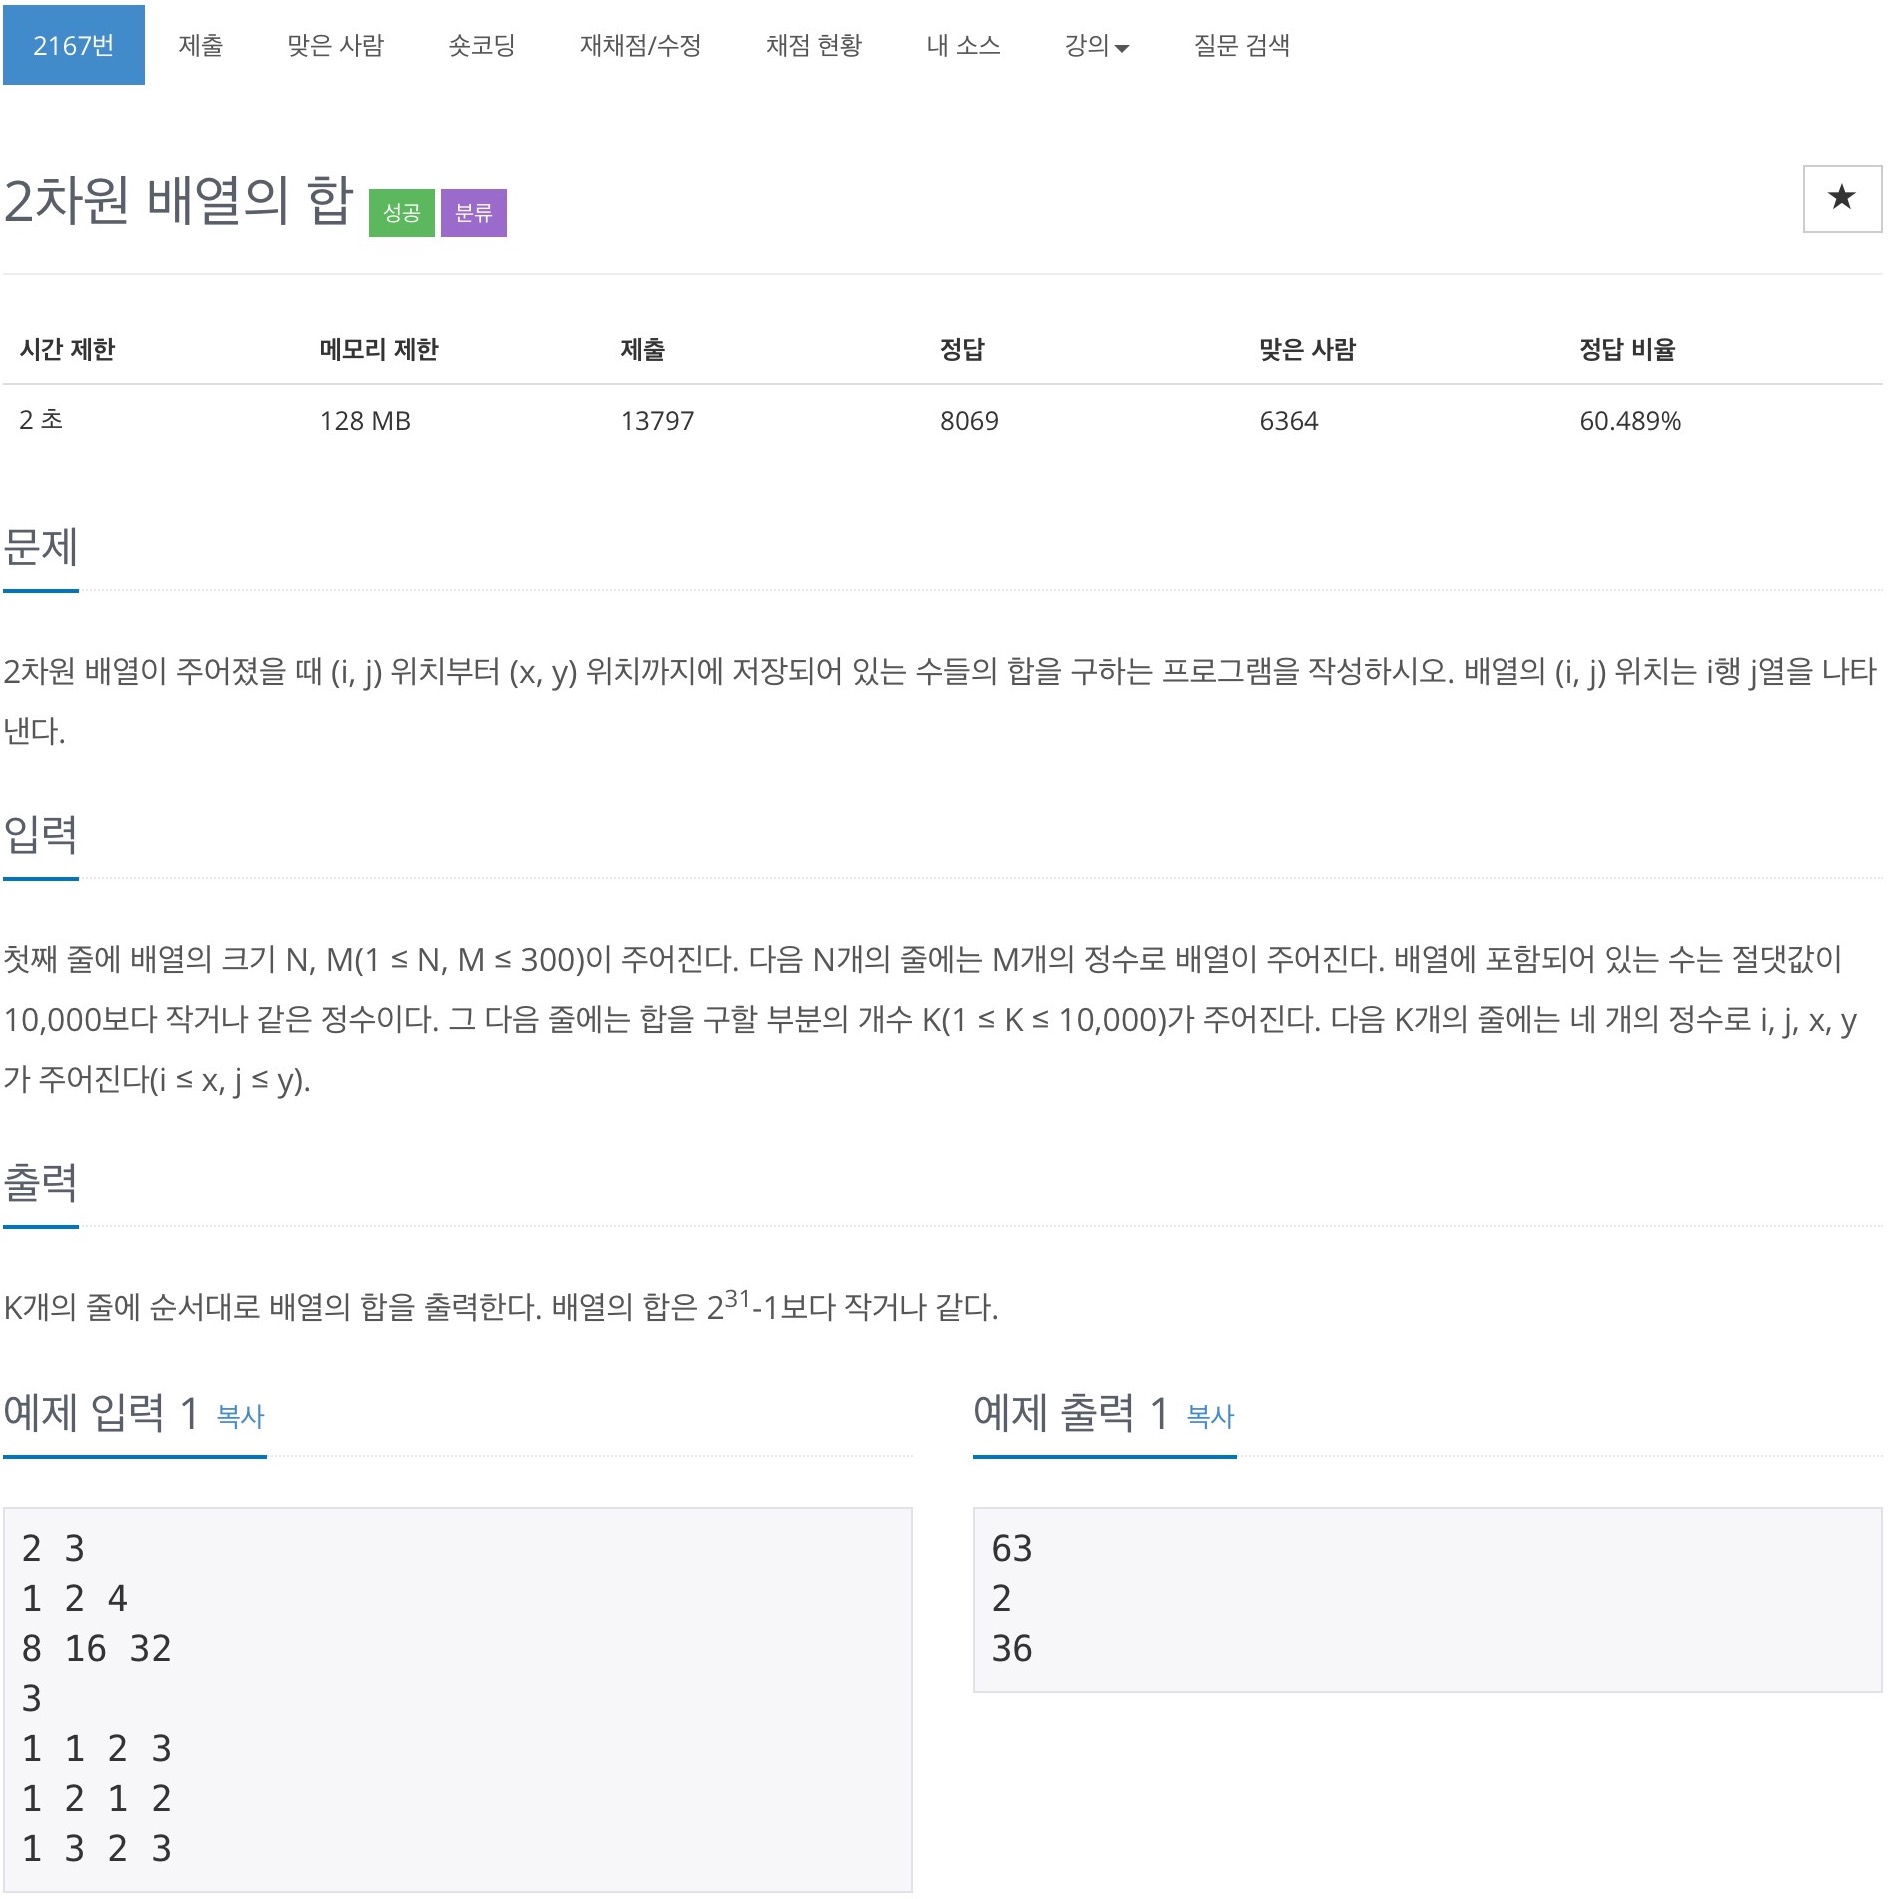 2167번 제출 맞은 사람 숏코딩 재채점/수정 채점 현황 내 소스 강의 질문 검색
2차원 배열의 합 성공 분류
시간 제한 메모리 제한 제출 정답 맞은 사람 정답 비율
2 초 128 MB 13797 8069 6364 60.489%
문제
2차원 배열이 주어졌을 때 (i, j) 위치부터 (x, y) 위치까지에 저장되어 있는 수들의 합을 구하는 프로그램을 작성하시오. 배열의 (i, j) 위치는 i행 j열을 나타
낸다.
입력
첫째 줄에 배열의 크기 N, M(1 ≤ N, M ≤ 300)이 주어진다. 다음 N개의 줄에는 M개의 정수로 배열이 주어진다. 배열에 포함되어 있는 수는 절댓값이
10,000보다 작거나 같은 정수이다. 그 다음 줄에는 합을 구할 부분의 개수 K(1 ≤ K ≤ 10,000)가 주어진다. 다음 K개의 줄에는 네 개의 정수로 i, j, x, y
가 주어진다(i ≤ x, j ≤ y).
출력
K개의 줄에 순서대로 배열의 합을 출력한다. 배열의 합은 2^31-1보다 작거나 같다.
예제 입력 1 복사
2 3
1 2 4
8 16 32
3
1 1 2 3
1 2 1 2
1 3 2 3
예제 출력 1 복사
63
2
36